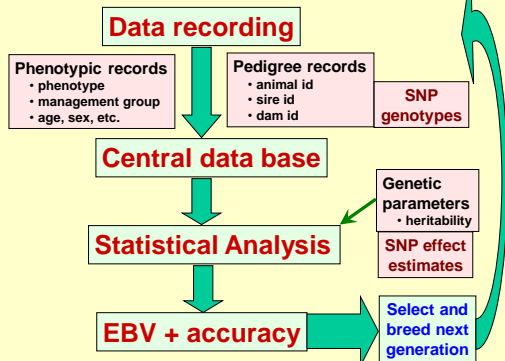 Data recording
Phenotypic records
• phenotype
• management group
• age, sex, etc.
Pedigree records
• animal id
• sire id
• dam id
SNP
genotypes
Central data base
Genetic
parameters
• heritability
Statistical Analysis
SNP effect
estimates
EBV + accuracy
Select and
breed next
generation